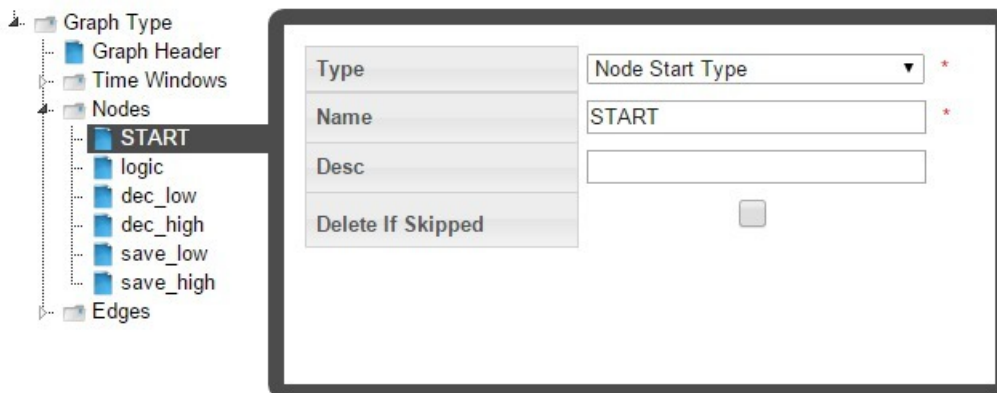 Graph Type
Graph Header
Time Windows
Nodes
START
logic
dec_low
dec_high
save_low
save_high
Edges
Type Node Start Type *
Name START *
Desc
Delete If Skipped